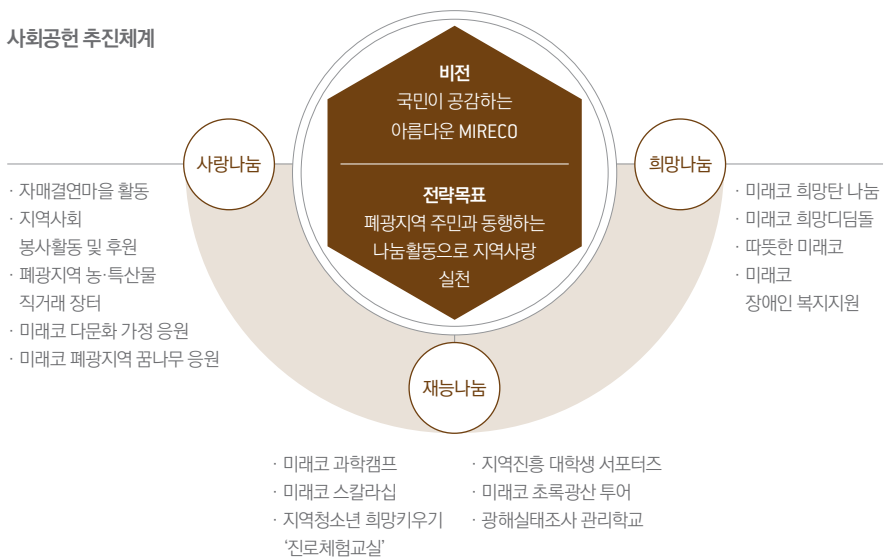 사회공헌 추진체계
비전
국민이 공감하는
아름다운 MIRECO
전략목표
폐광지역 주민과 동행하는
나눔활동으로 지역사랑
실천
사랑나눔
· 자매결연마을 활동
· 지역사회
봉사활동 및 후원
· 폐광지역 농·특산물
직거래 장터
· 미래코 다문화 가정 응원
· 미래코 폐광지역 꿈나무 응원
희망나눔
· 미래코 희망탄 나눔
· 미래코 희망디딤돌
· 따뜻한 미래코
· 미래코
장애인 복지지원
재능나눔
· 미래코 과학캠프
· 미래코 스칼라십
· 지역청소년 희망키우기
‘진로체험교실’
· 지역진흥 대학생 서포터즈
· 미래코 초록광산 투어
· 광해실태조사 관리학교